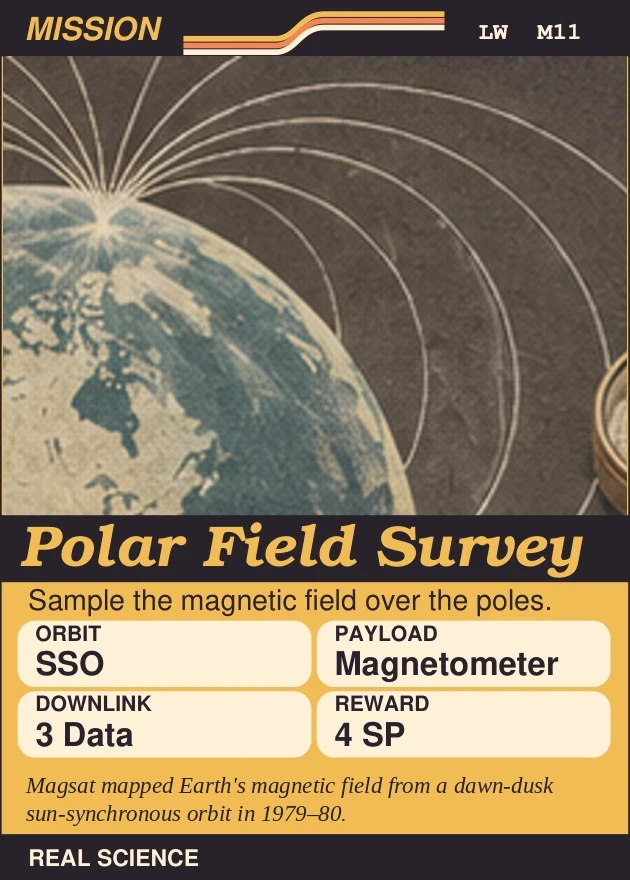 MISSION
LW M11
Polar Field Survey
Sample the magnetic field over the poles.
ORBIT
SSO
PAYLOAD
Magnetometer
DOWNLINK
3 Data
REWARD
4 SP
Magsat mapped Earth's magnetic field from a dawn-dusk
sun-synchronous orbit in 1979–80.
REAL SCIENCE